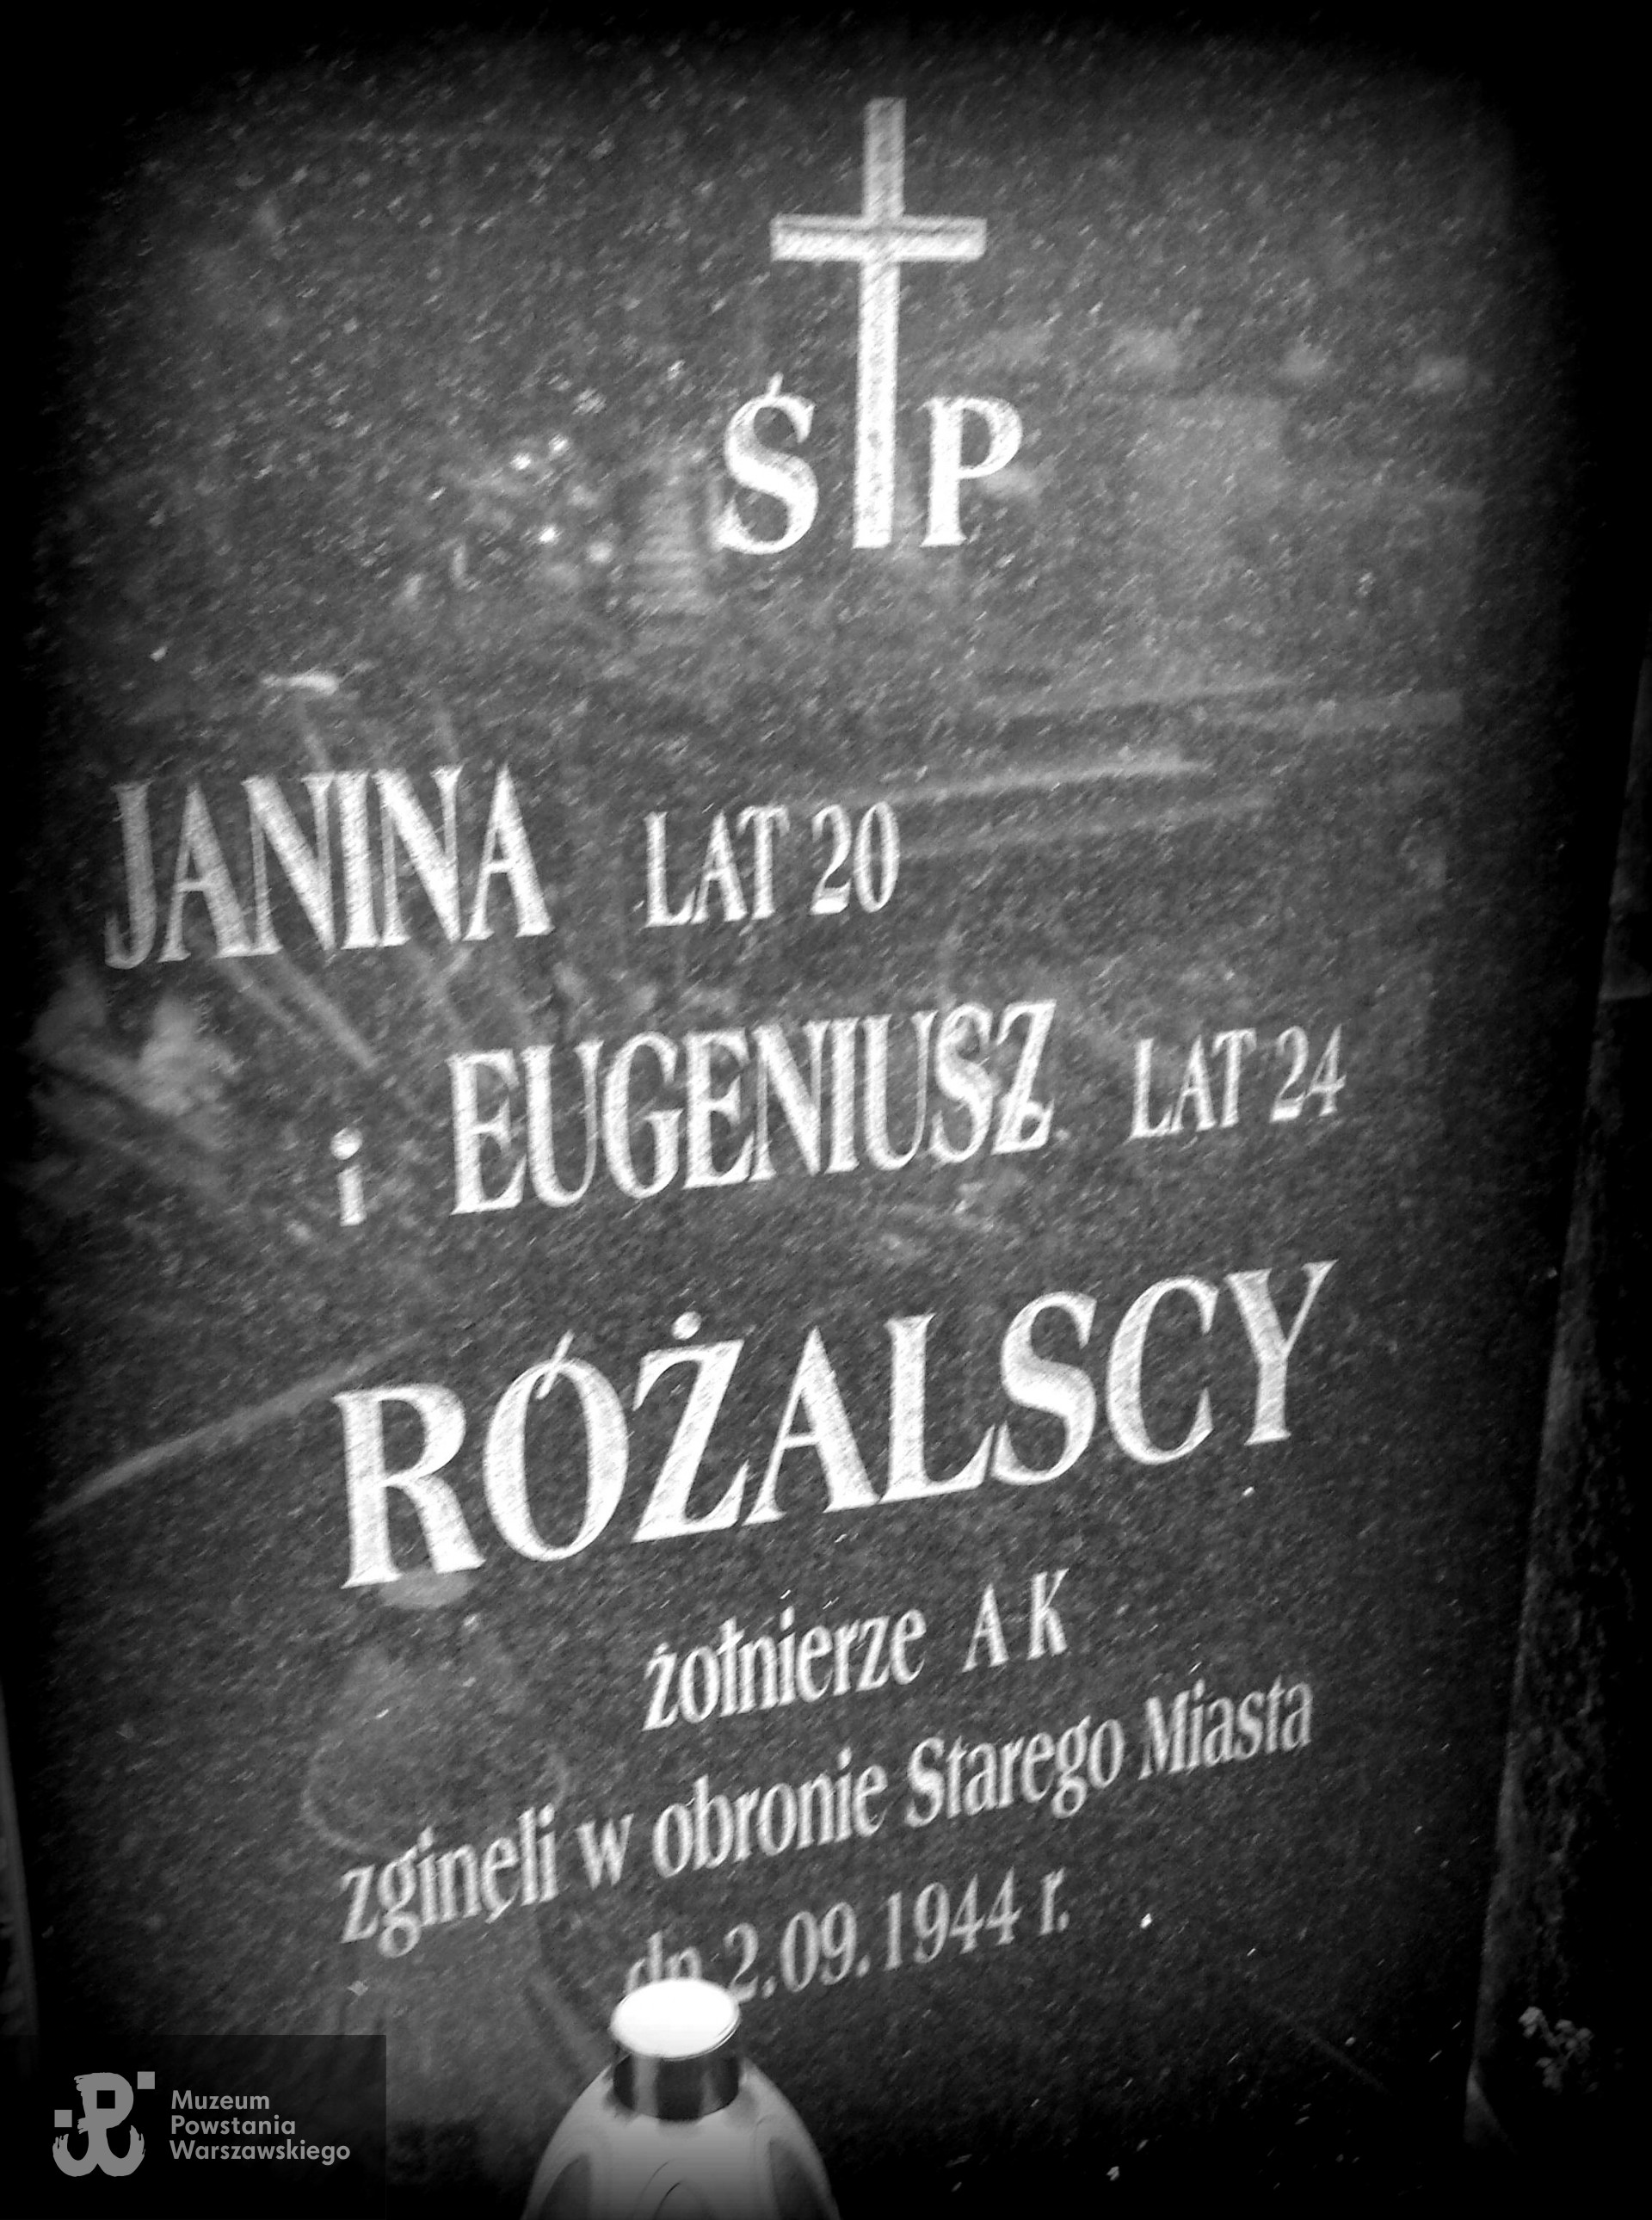 Ś P
JANINA LAT 20
i EUGENIUSZ LAT 24
RÓŻALSCY
żołnierze A K
zginęli w obronie Starego Miasta
dn 2.09.1944 r.
Muzeum
Powstania
Warszawskiego